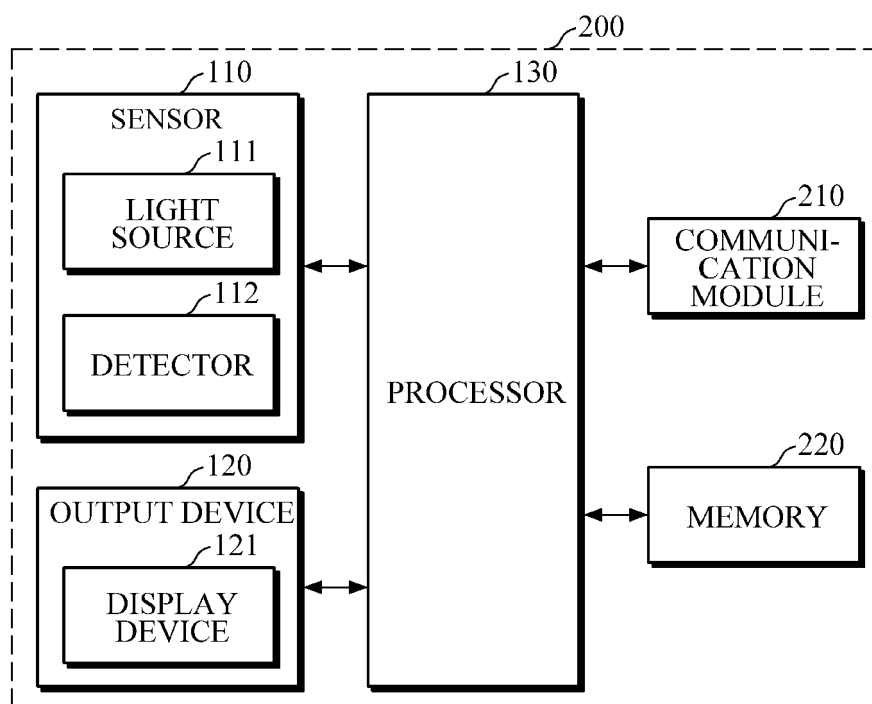 200
110
SENSOR
111
LIGHT
SOURCE
112
DETECTOR
120
OUTPUT DEVICE
121
DISPLAY
DEVICE
130
PROCESSOR
210
COMMUNI-
CATION
MODULE
220
MEMORY